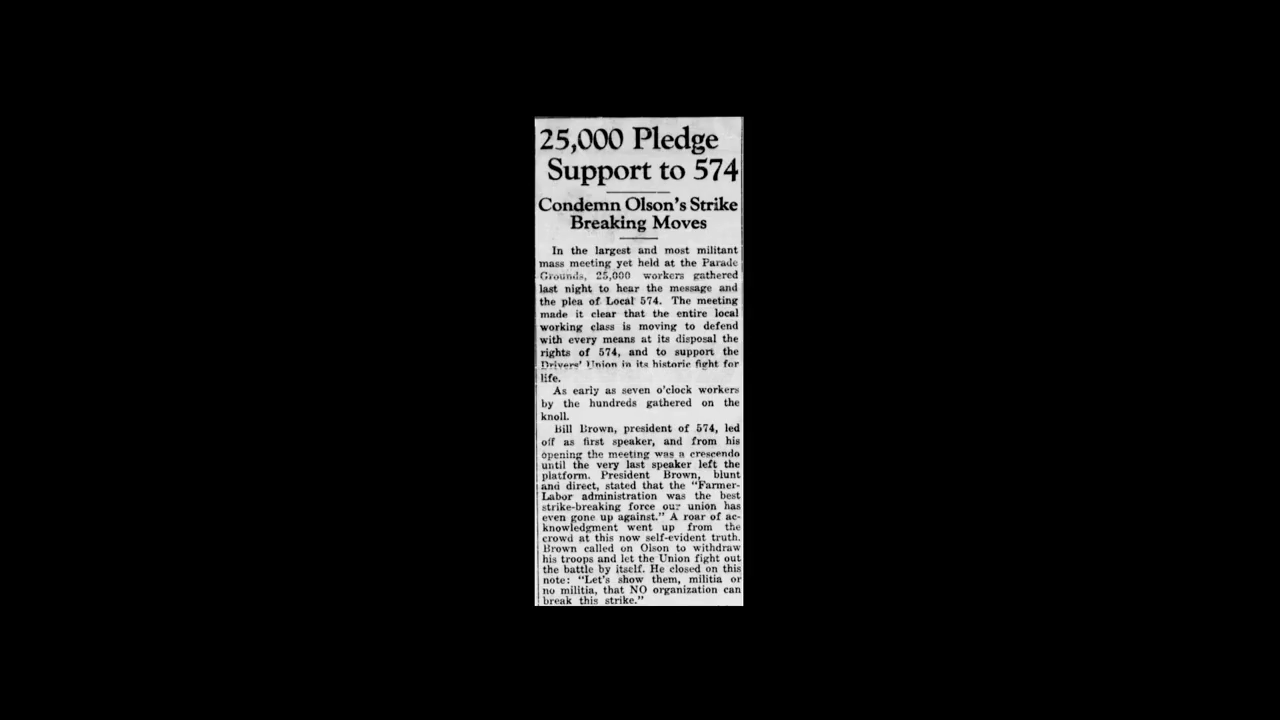 25,000 Pledge
Support to 574
Condemn Olson's Strike
Breaking Moves
In the largest and most militant
mass meeting yet held at the Parade
Grounds, 25,000 workers gathered
last night to hear the message and
the plea of Local 574. The meeting
made it clear that the entire local
working class is moving to defend
with every means at its disposal the
rights of 574, and to support the
Drivers' Union in its historic fight for
life.
As early as seven o'clock workers
by the hundreds gathered on the
knoll.
Bill Brown, president of 574, led
off as first speaker, and from his
opening the meeting was a crescendo
until the very last speaker left the
platform. President Brown, blunt
and direct, stated that the "Farmer-
Labor administration was the best
strike-breaking force our union has
even gone up against." A roar of ac-
knowledgment went up from the
crowd at this now self-evident truth.
Brown called on Olson to withdraw
his troops and let the Union fight out
the battle by itself. He closed on this
note: "Let's show them, militia or
no militia, that NO organization can
break this strike."